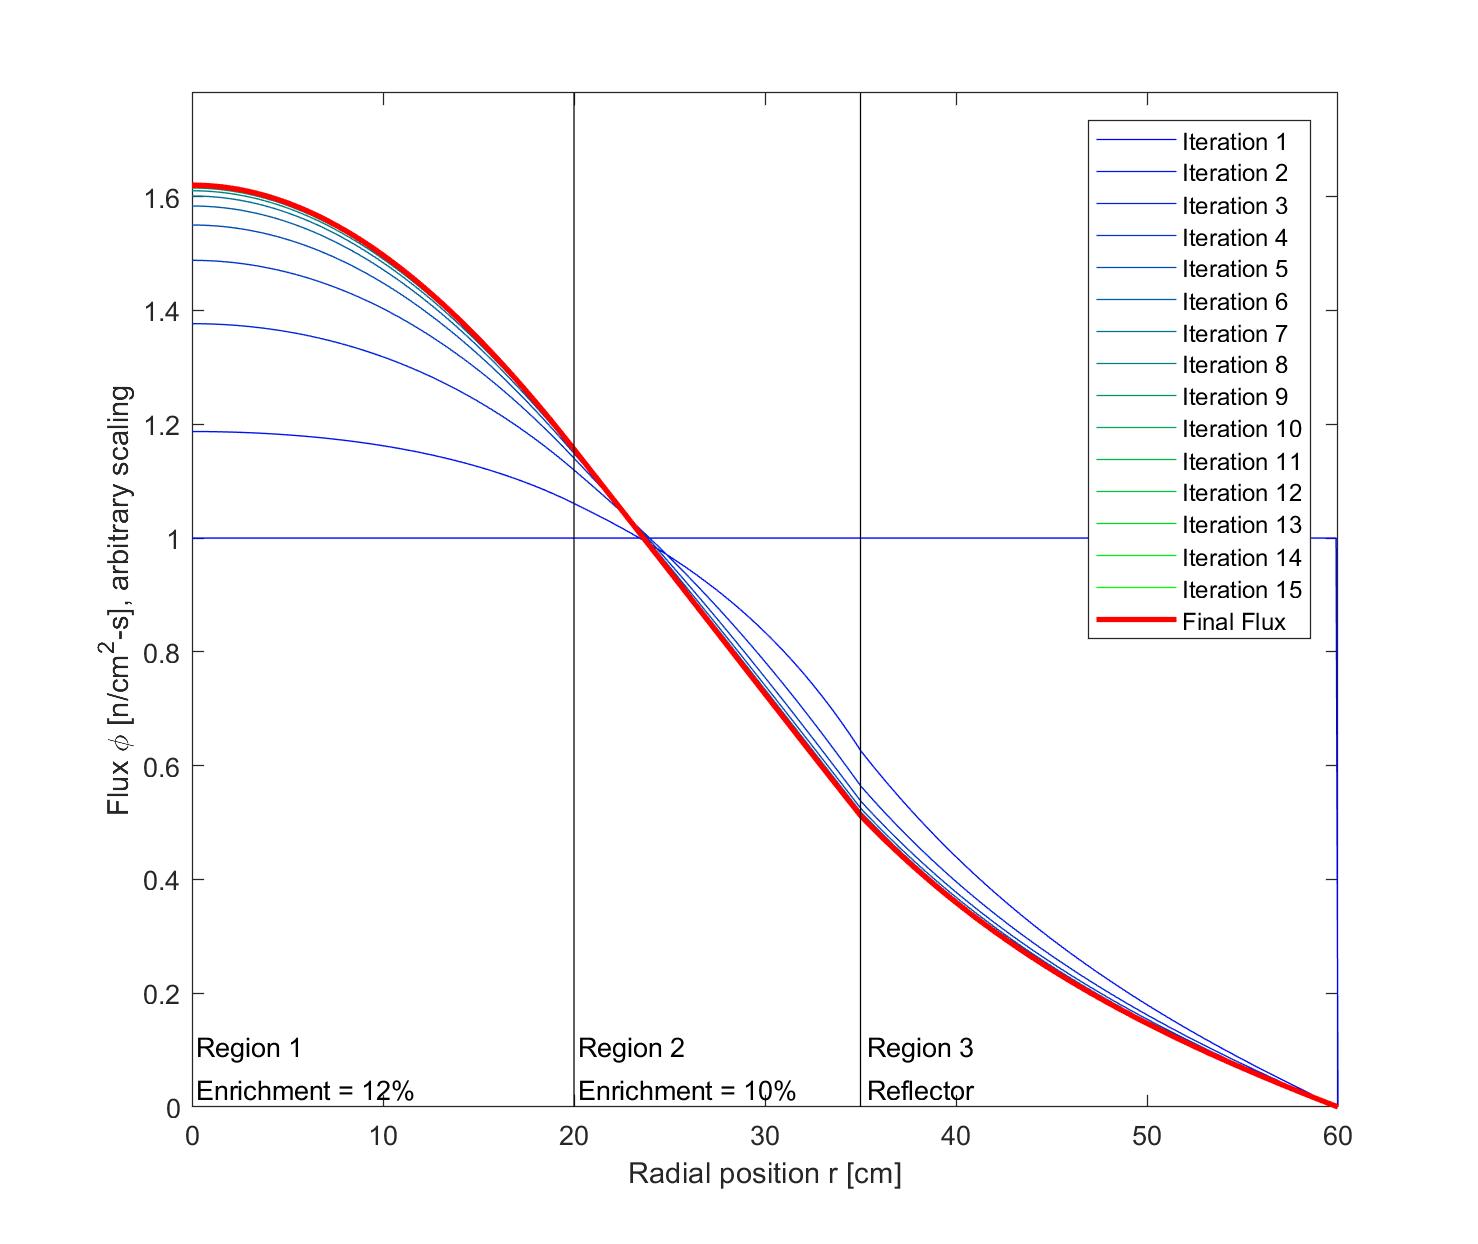 1.6
1.4
1.2
1
0.8
0.6
0.4
0.2
0
Flux ϕ [n/cm²-s], arbitrary scaling
Iteration 1
Iteration 2
Iteration 3
Iteration 4
Iteration 5
Iteration 6
Iteration 7
Iteration 8
Iteration 9
Iteration 10
Iteration 11
Iteration 12
Iteration 13
Iteration 14
Iteration 15
Final Flux
Region 1
Enrichment = 12%
Region 2
Enrichment = 10%
Region 3
Reflector
0 10 20 30 40 50 60
Radial position r [cm]